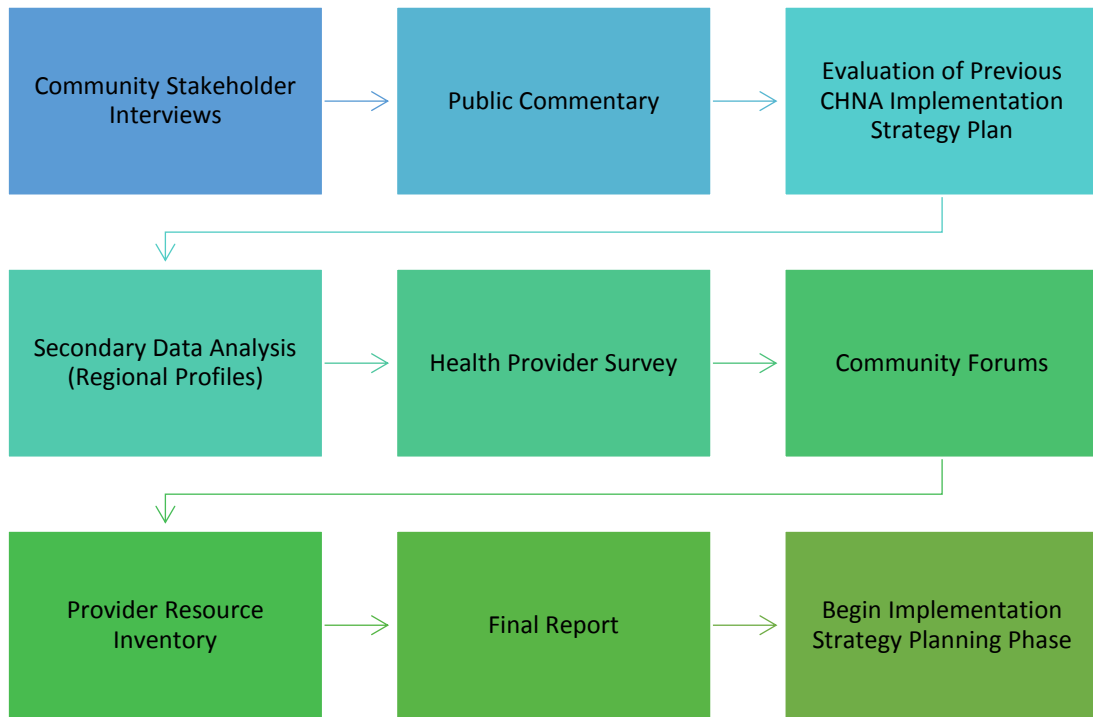 Community Stakeholder
Interviews
Public Commentary
Evaluation of Previous
CHNA Implementation
Strategy Plan
Secondary Data Analysis
(Regional Profiles)
Health Provider Survey
Community Forums
Provider Resource
Inventory
Final Report
Begin Implementation
Strategy Planning Phase